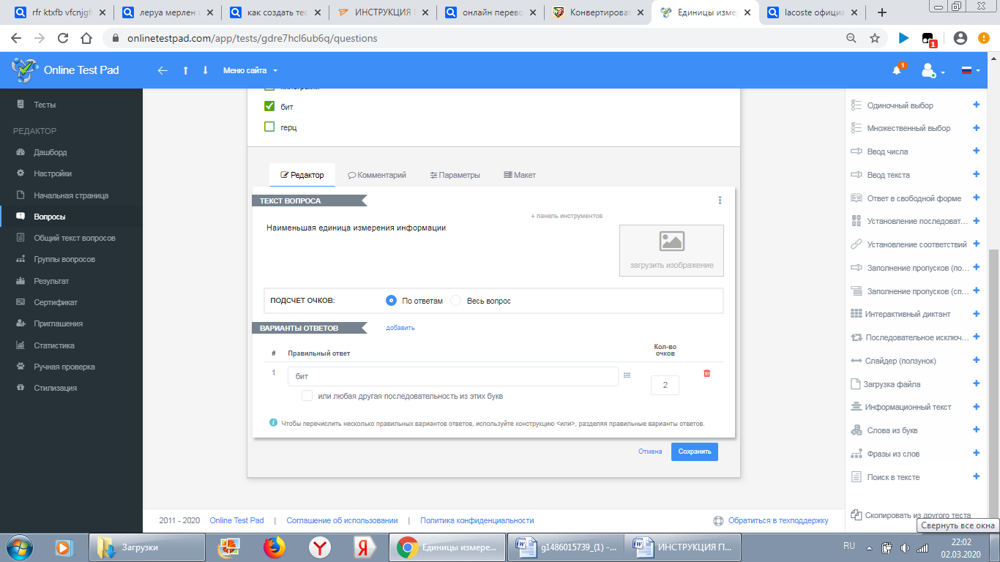 rfr ktxfb vfcnjgf
леруа мерлен о
как создать тес
ИНСТРУКЦИЯ П
онлайн перево
Конвертироват
Единицы измер
lacoste официа
onlinetestpad.com/app/tests/gdre7hcl6ub6q/questions
1
Online Test Pad
Меню сайта
1
Тесты
РЕДАКТОР
Дашборд
Настройки
Начальная страница
Вопросы
Общий текст вопросов
Группы вопросов
Результат
Сертификат
Приглашения
Статистика
Ручная проверка
Стилизация
бит
герц
Редактор
Комментарий
Параметры
Макет
ТЕКСТ ВОПРОСА
+ панель инструментов
Наименьшая единица измерения информации
загрузить изображение
ПОДСЧЕТ ОЧКОВ:
По ответам
Весь вопрос
ВАРИАНТЫ ОТВЕТОВ
добавить
# Правильный ответ
Кол-во
очков
1
бит
2
или любая другая последовательность из этих букв
Чтобы перечислить несколько правильных вариантов ответов, используйте конструкцию <или>, разделяя правильные варианты ответов.
Отмена
Сохранить
Одиночный выбор
Множественный выбор
Ввод числа
Ввод текста
Ответ в свободной форме
Установление последоват...
Установление соответствий
Заполнение пропусков (по...
Заполнение пропусков (сп...
Интерактивный диктант
Последовательное исключ...
Слайдер (ползунок)
Загрузка файла
Информационный текст
Слова из букв
Фразы из слов
Поиск в тексте
Скопировать из другого теста
Свернуть все окна
2011 - 2020 Online Test Pad | Соглашение об использовании | Политика конфиденциальности
Обратиться в техподдержку
Загрузки
Единицы измере...
g1486015739_(1) -...
ИНСТРУКЦИЯ П...
RU
22:02
02.03.2020